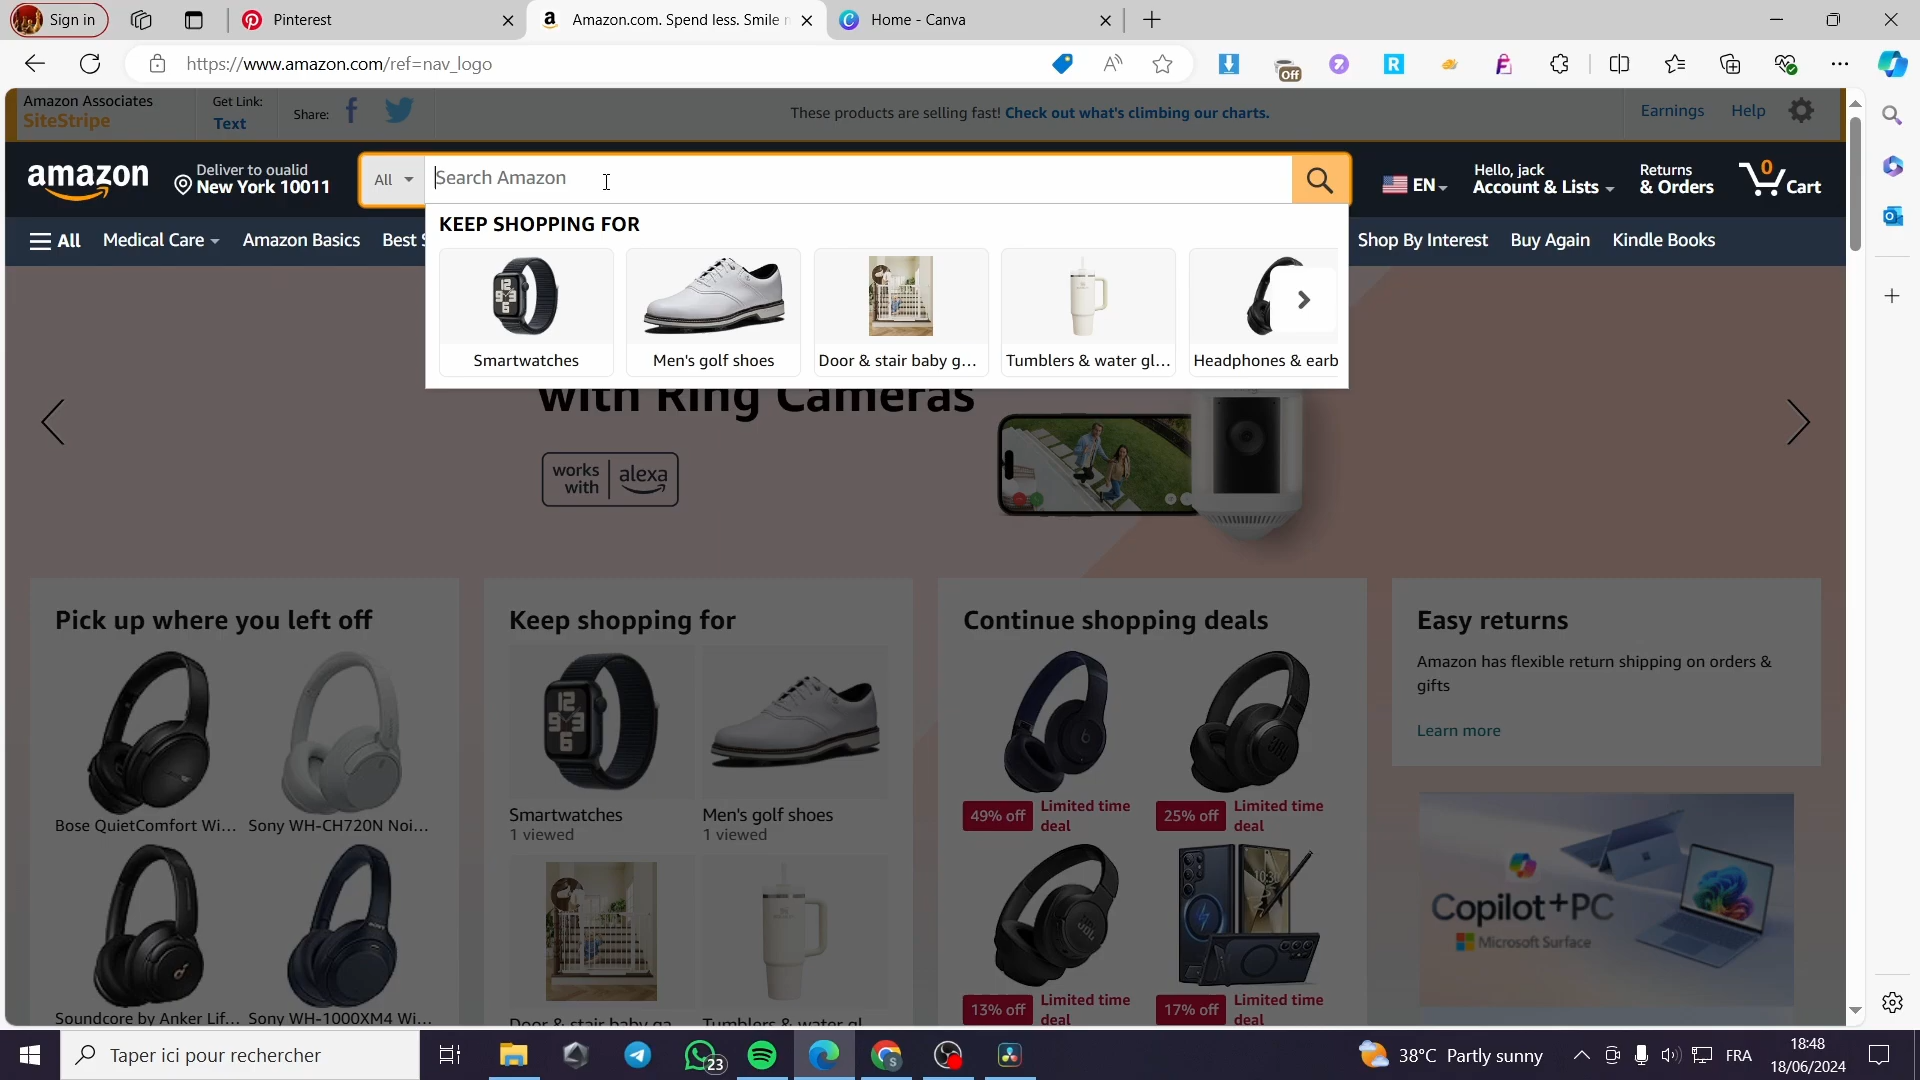 Sign in
Pinterest
Amazon.com. Spend less. Smile
Home - Canva
https://www.amazon.com/ref=nav_logo
Off
Amazon Associates
SiteStripe
Get Link:
Text
Share:
These products are selling fast! Check out what's climbing our charts.
Earnings
Help
amazon
Deliver to oualid
New York 10011
All
Search Amazon
EN
Hello, jack
Account & Lists
Returns
& Orders
0
Cart
All
Medical Care
Amazon Basics
Best
Shop By Interest
Buy Again
Kindle Books
KEEP SHOPPING FOR
Smartwatches
Men's golf shoes
Door & stair baby g...
Tumblers & water gl...
Headphones & earb
with Ring Cameras
works with
alexa
Pick up where you left off
Bose QuietComfort Wi...
Sony WH-CH720N Noi...
Soundcore by Anker Lif...
Sony WH-1000XM4 Wi...
Keep shopping for
Smartwatches
1 viewed
Men's golf shoes
1 viewed
Door & stair baby ga
Tumblers & water gl
Continue shopping deals
49% off
Limited time
deal
25% off
Limited time
deal
13% off
Limited time
deal
17% off
Limited time
deal
Easy returns
Amazon has flexible return shipping on orders &
gifts
Learn more
Copilot+PC
Microsoft Surface
Taper ici pour rechercher
23
38°C Partly sunny
FRA
18:48
18/06/2024